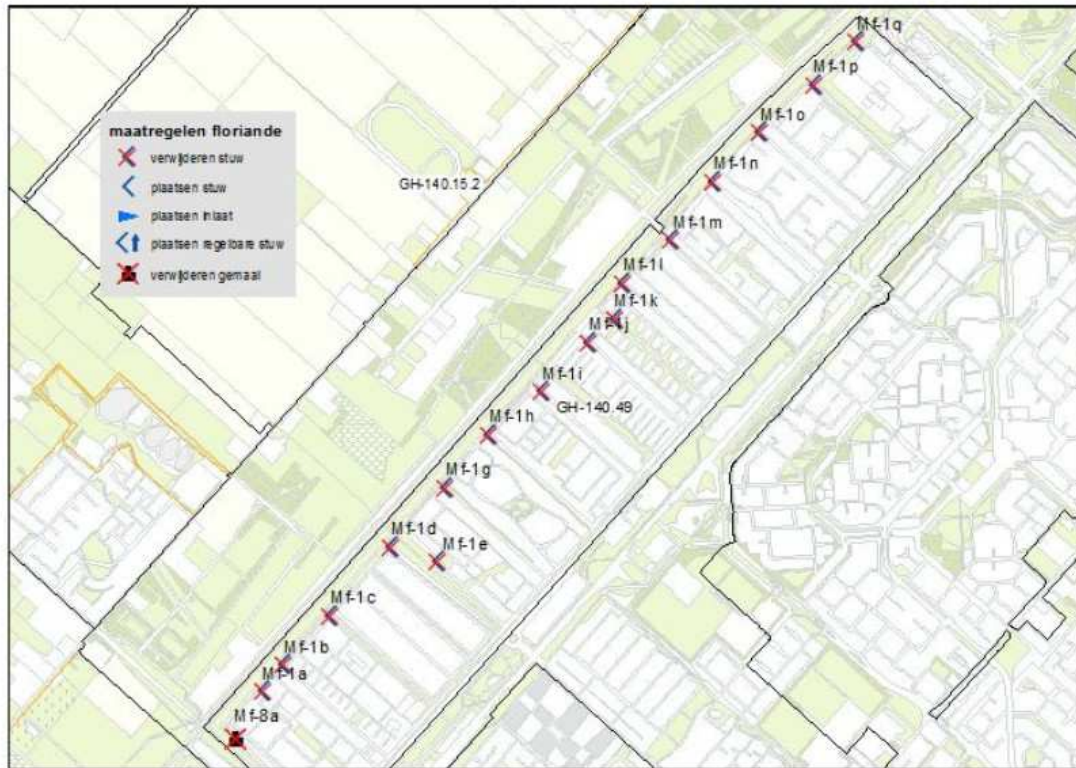 maatregelen floriande
verwijderen stuw
plaatsen stuw
plaatsen inlaat
plaatsen regelbare stuw
verwijderen gemaal
GH-140.15.2
Mf-1q
Mf-1p
Mf-1o
Mf-1n
Mf-1m
Mf-1l
Mf-1k
Mf-1j
Mf-1i
GH-140.49
Mf-1h
Mf-1g
Mf-1d
Mf-1e
Mf-1c
Mf-1b
Mf-1a
Mf-8a